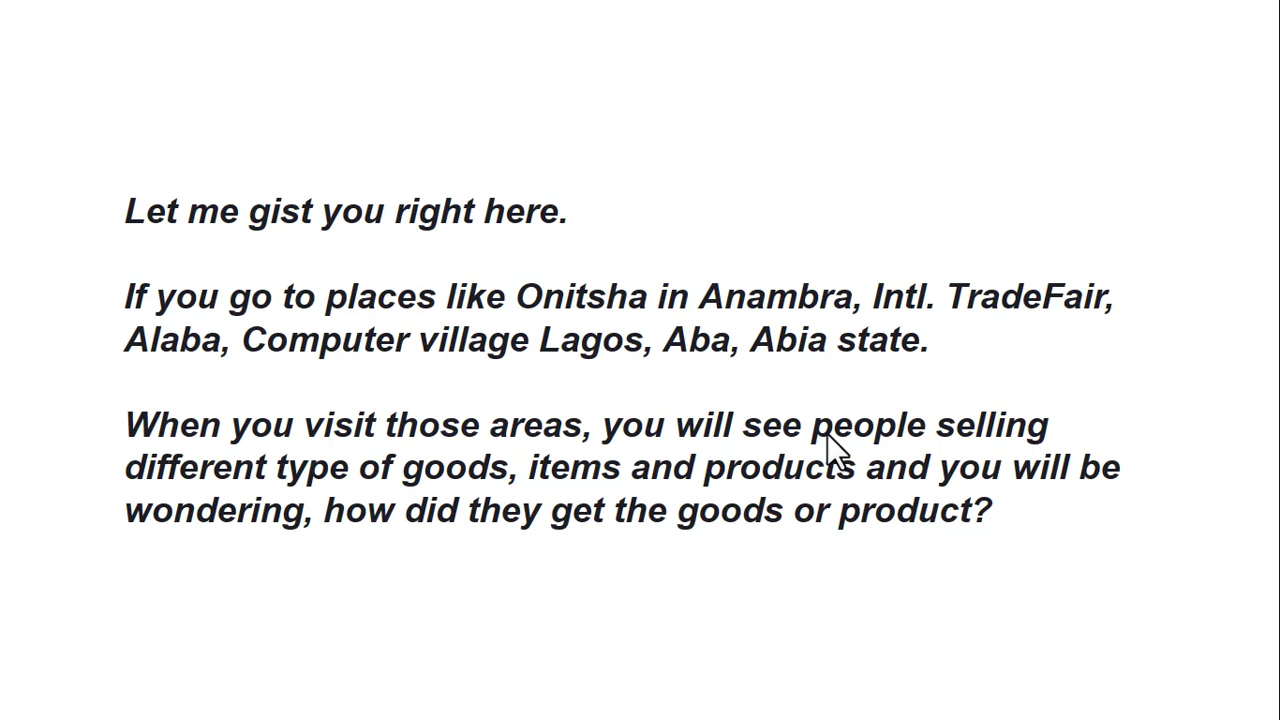 Let me gist you right here.
If you go to places like Onitsha in Anambra, Intl. TradeFair,
Alaba, Computer village Lagos, Aba, Abia state.
When you visit those areas, you will see people selling
different type of goods, items and products and you will be
wondering, how did they get the goods or product?